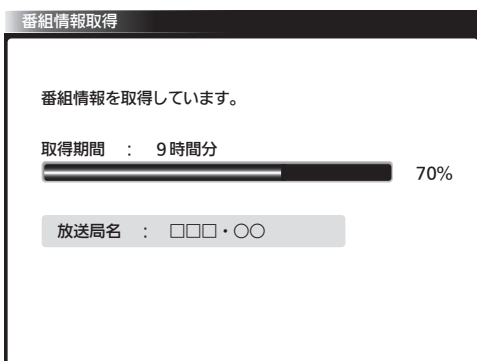 番組情報取得
番組情報を取得しています。
取得期間 : 9時間分
70%
放送局名 : □□□・○○